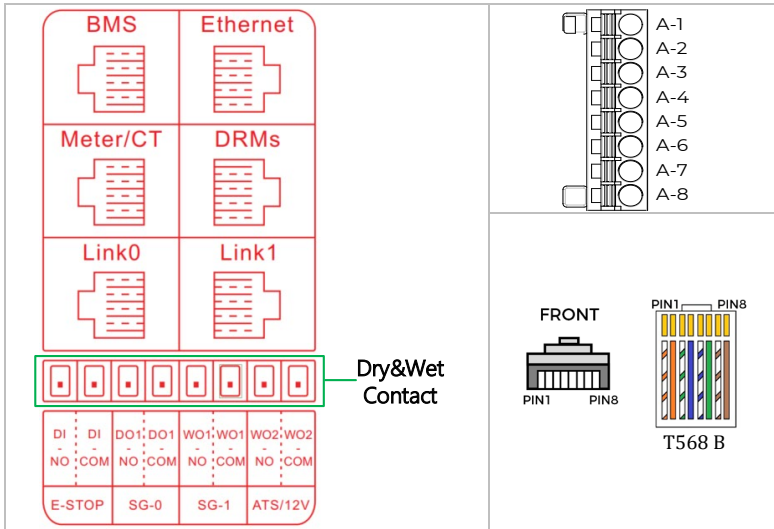 BMS Ethernet
Meter/CT DRMs
Link0 Link1
Dry&Wet
Contact
DI DI DO1 DO1 WO1 WO1 WO2 WO2
- - - - - - - -
NO COM NO COM NO COM NO COM
E-STOP SG-0 SG-1 ATS/12V
A-1
A-2
A-3
A-4
A-5
A-6
A-7
A-8
FRONT
PIN1 PIN8
PIN1 PIN8
T568 B